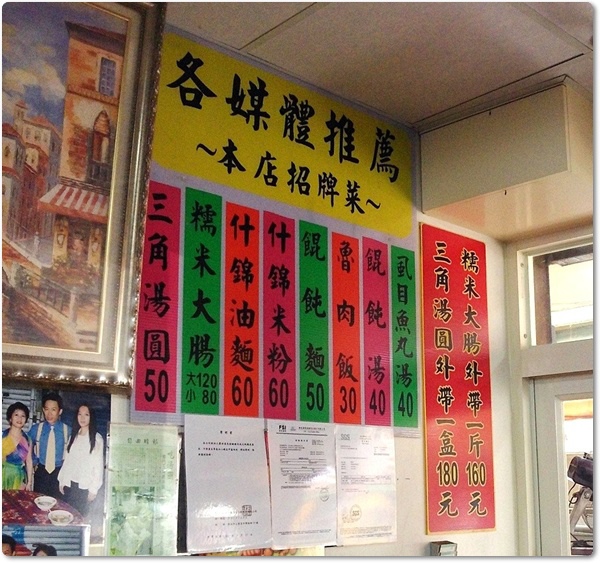 各媒體推薦
~本店招牌菜~
三角湯圓50
糯米大腸 大120 小80
什錦油麵60
什錦米粉60
餛飩麵50
魯肉飯30
餛飩湯40
虱目魚丸湯40
糯米大腸外帶一斤160元
三角湯圓外帶一盒180元
FSI
SGS